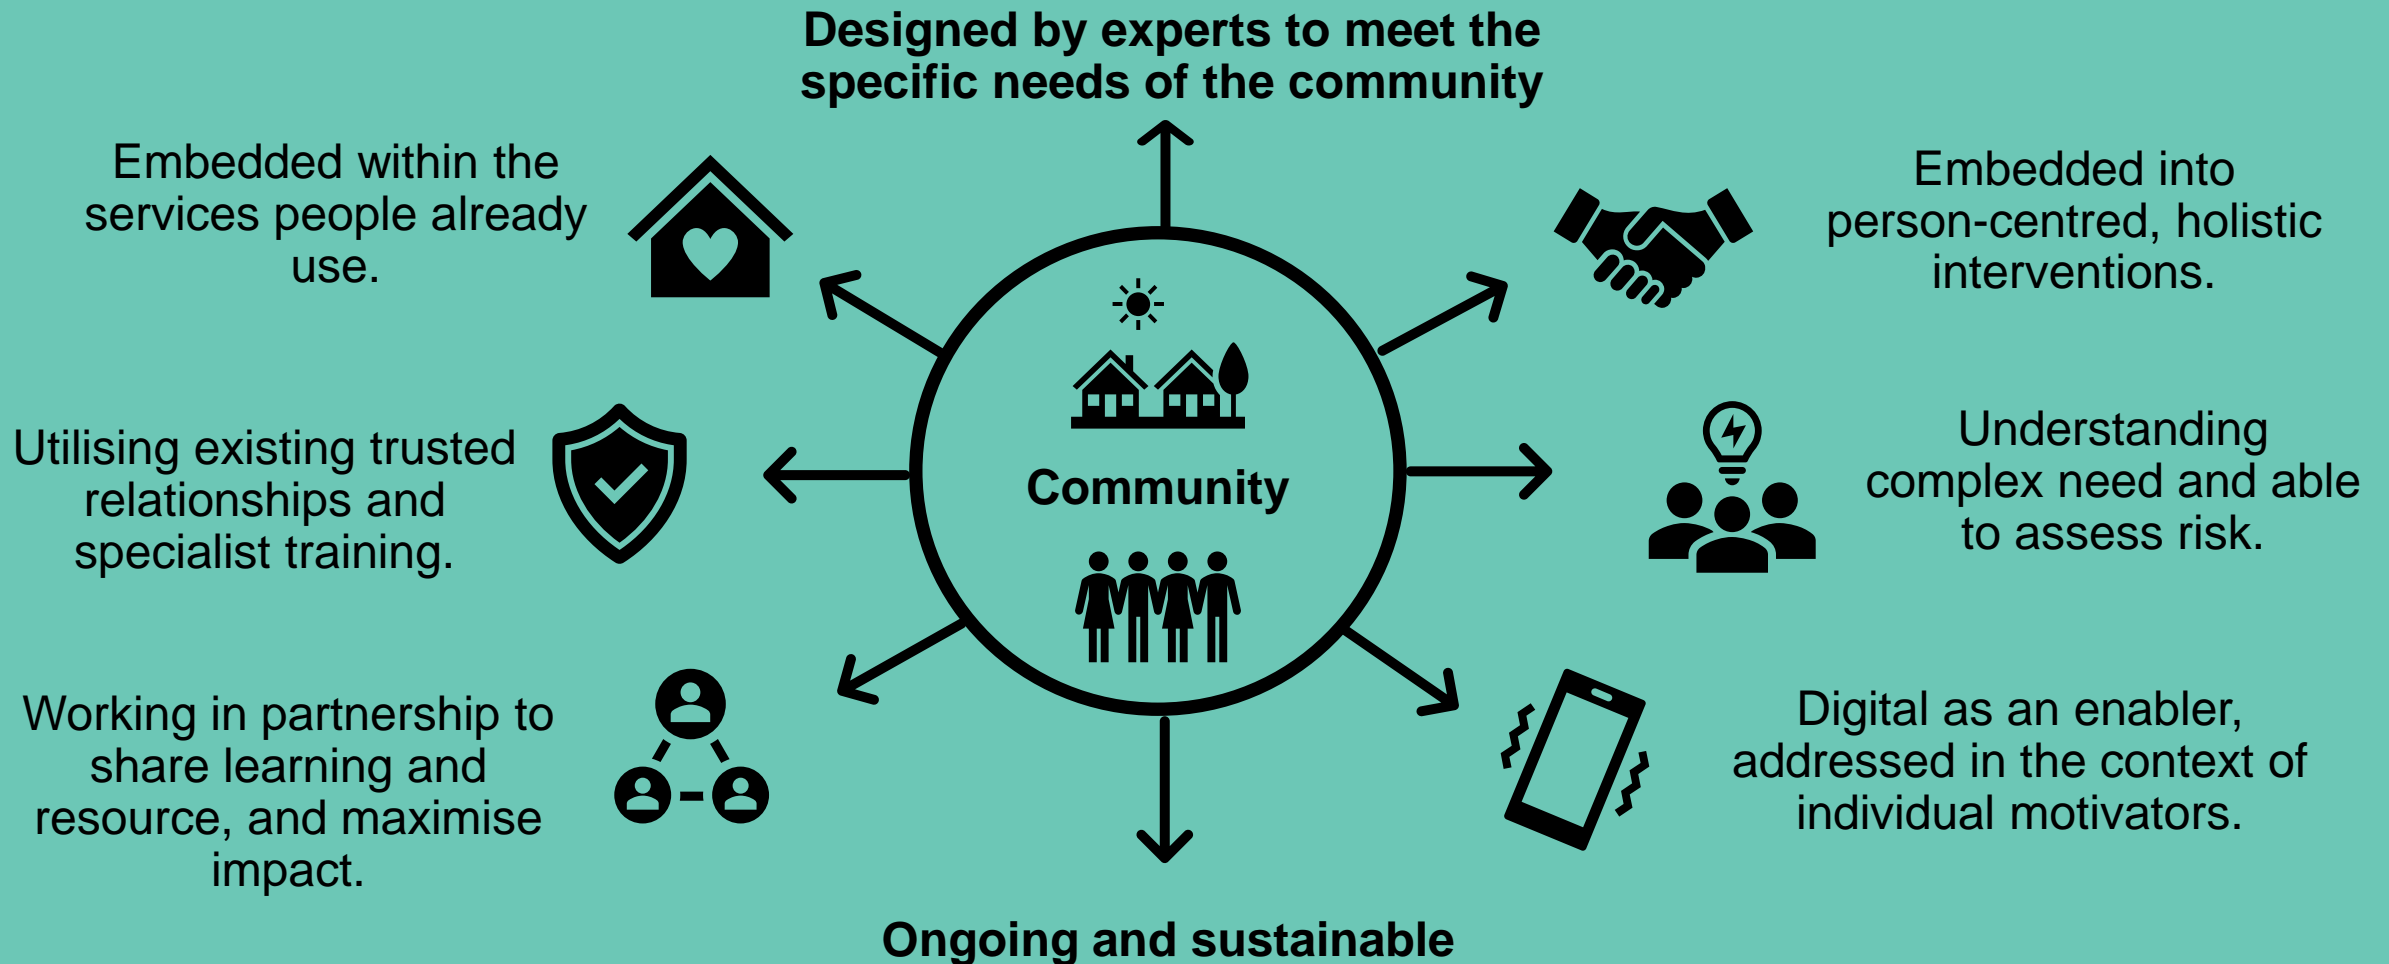 Designed by experts to meet the
specific needs of the community
Embedded within the
services people already
use.
Embedded into
person-centred, holistic
interventions.
Utilising existing trusted
relationships and
specialist training.
Community
Understanding
complex need and able
to assess risk.
Working in partnership to
share learning and
resource, and maximise
impact.
Digital as an enabler,
addressed in the context of
individual motivators.
Ongoing and sustainable